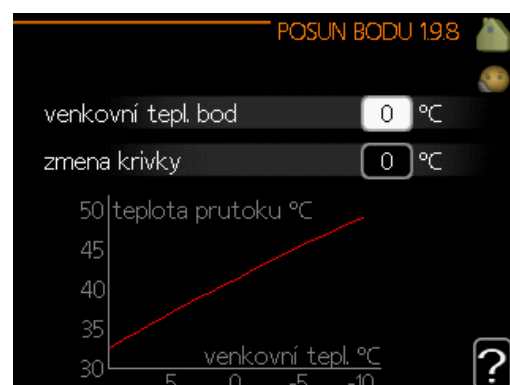 POSUN BODU 1.9.8
venkovní tepl. bod 0 °C
zmena krivky 0 °C
50 teplota prutoku °C
45
40
35
30 venkovní tepl. °C
5 0 -5 -10
?